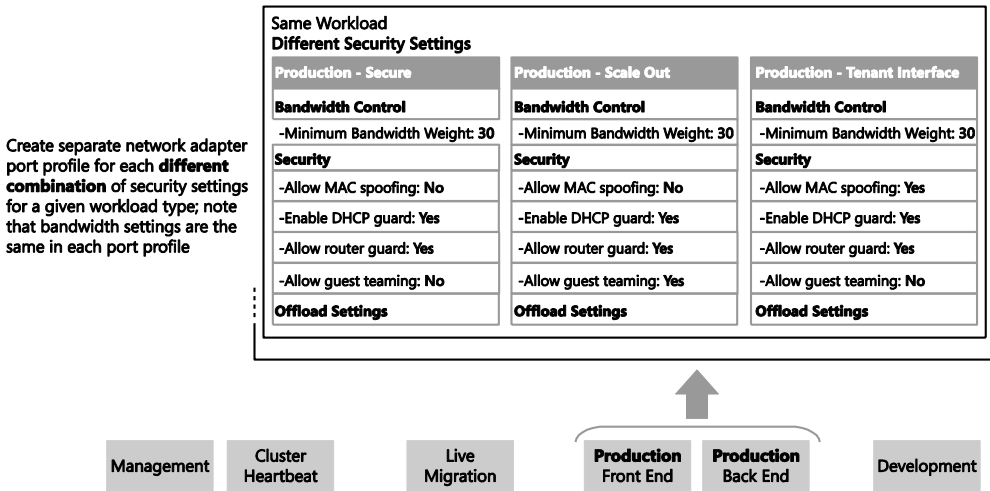 Same Workload
Different Security Settings
Production - Secure
Bandwidth Control
-Minimum Bandwidth Weight: 30
Security
-Allow MAC spoofing: No
-Enable DHCP guard: Yes
-Allow router guard: Yes
-Allow guest teaming: No
Offload Settings
Production - Scale Out
Bandwidth Control
-Minimum Bandwidth Weight: 30
Security
-Allow MAC spoofing: No
-Enable DHCP guard: Yes
-Allow router guard: Yes
-Allow guest teaming: Yes
Offload Settings
Production - Tenant Interface
Bandwidth Control
-Minimum Bandwidth Weight: 30
Security
-Allow MAC spoofing: Yes
-Enable DHCP guard: Yes
-Allow router guard: Yes
-Allow guest teaming: No
Offload Settings
Create separate network adapter
port profile for each different
combination of security settings
for a given workload type; note
that bandwidth settings are the
same in each port profile
Management
Cluster
Heartbeat
Live
Migration
Production
Front End
Production
Back End
Development